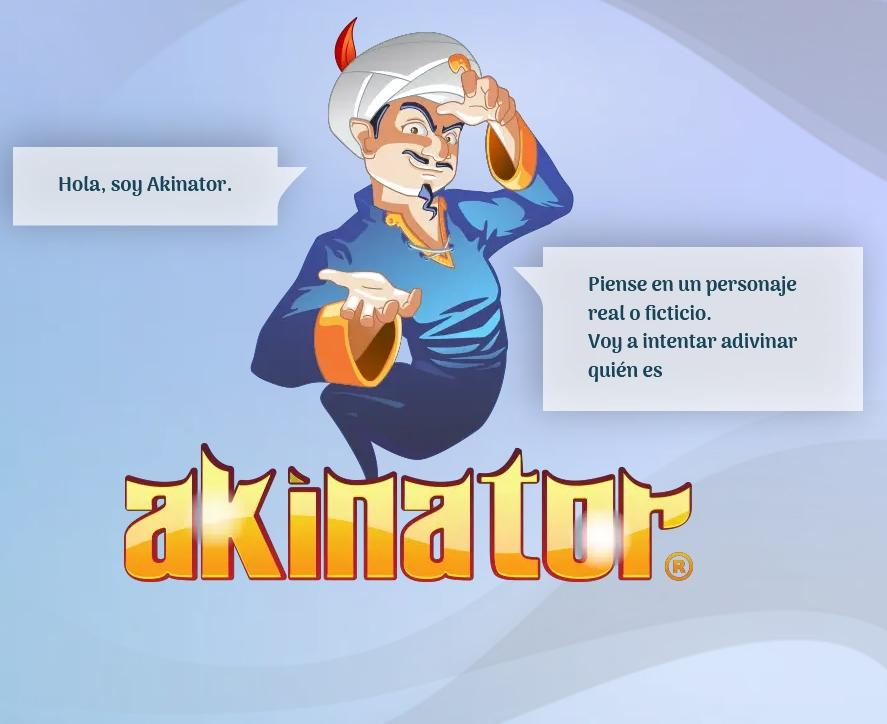 Hola, soy Akinator.
Piense en un personaje
real o ficticio.
Voy a intentar adivinar
quién es
akinator®